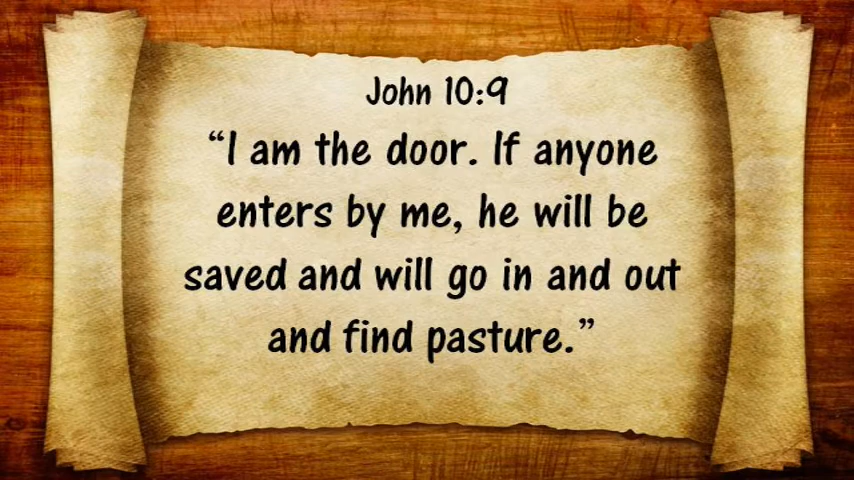 John 10:9
“I am the door. If anyone
enters by me, he will be
saved and will go in and out
and find pasture.”